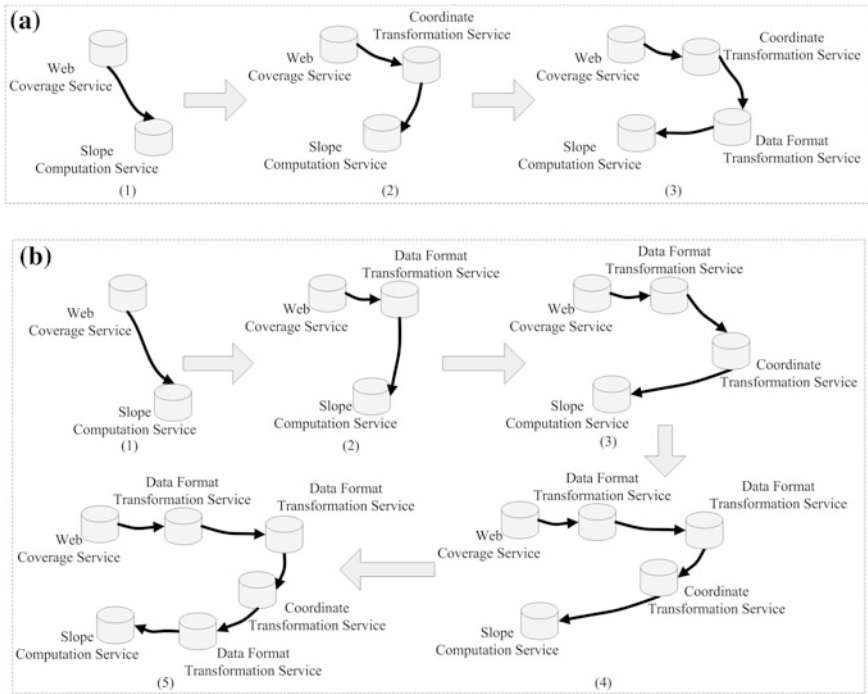 (a)
Web
Coverage Service
Slope
Computation Service
(1)
Coordinate
Transformation Service
Web
Coverage Service
Slope
Computation Service
(2)
Coordinate
Transformation Service
Web
Coverage Service
Slope
Computation Service
Data Format
Transformation Service
(3)
(b)
Web
Coverage Service
Slope
Computation Service
(1)
Data Format
Transformation Service
Web
Coverage Service
Slope
Computation Service
(2)
Data Format
Transformation Service
Web
Coverage Service
Coordinate
Transformation Service
Slope
Computation Service
(3)
Data Format
Transformation Service
Data Format
Transformation Service
Web
Coverage Service
Coordinate
Transformation Service
Slope
Computation Service
(4)
Data Format
Transformation Service
Data Format
Transformation Service
Web
Coverage Service
Coordinate
Transformation Service
Slope
Computation Service
Data Format
Transformation Service
(5)